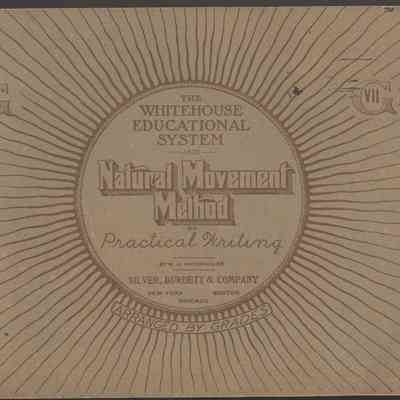 VII
THE
WHITEHOUSE
EDUCATIONAL
SYSTEM
Natural Movement
Method
Practical Writing
SILVER, BURDETT & COMPANY
NEW YORK BOSTON
CHICAGO
ARRANGED BY GRADES